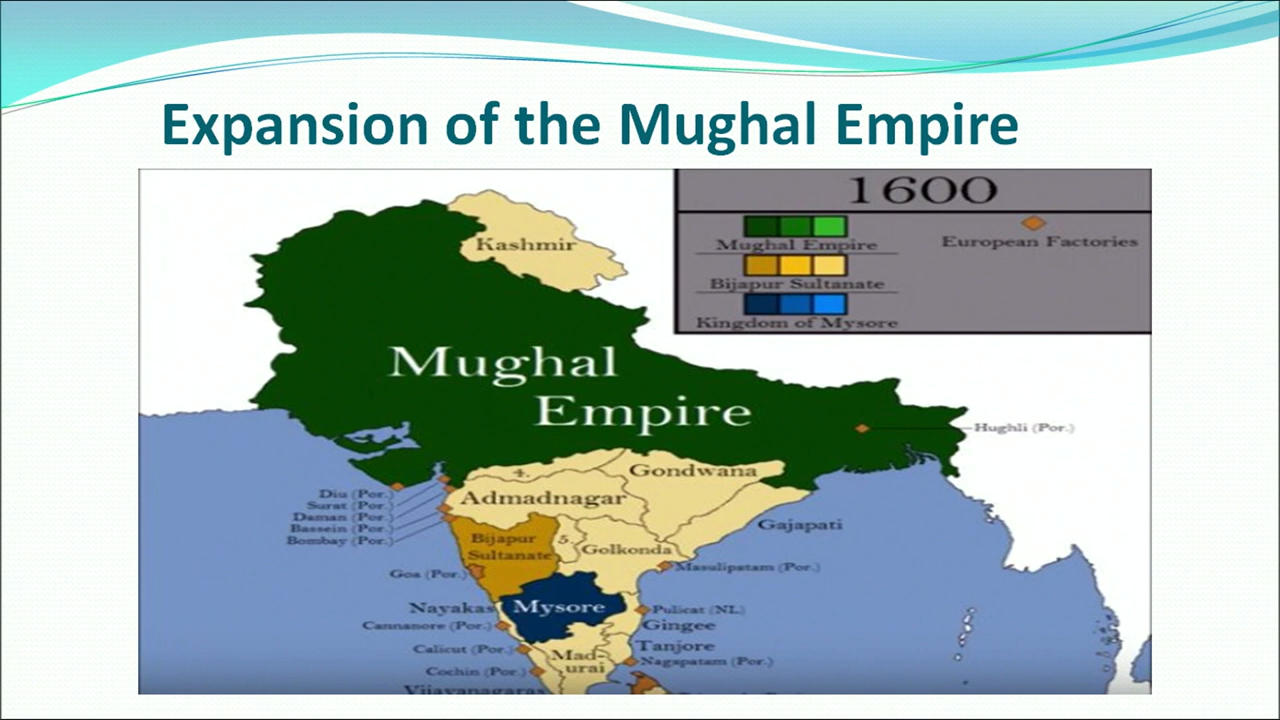 Expansion of the Mughal Empire
1600
Mughal Empire
European Factories
Bijapur Sultanate
Kingdom of Mysore
Kashmir
Mughal
Empire
Hughli (Por.)
4.
Gondwana
Admadnagar
Diu (Por.)
Surat (Por.)
Daman (Por.)
Bassein (Por.)
Bombay (Por.)
Gajapati
Bijapur
Sultanate
5.
Golkonda
Goa (Por.)
Masulipatam (Por.)
Nayakas
Mysore
Pulicat (NL)
Cannanore (Por.)
Gingee
Calicut (Por.)
Tanjore
Mad-
urai
Nagapatam (Por.)
Cochin (Por.)
Vijayanagaras